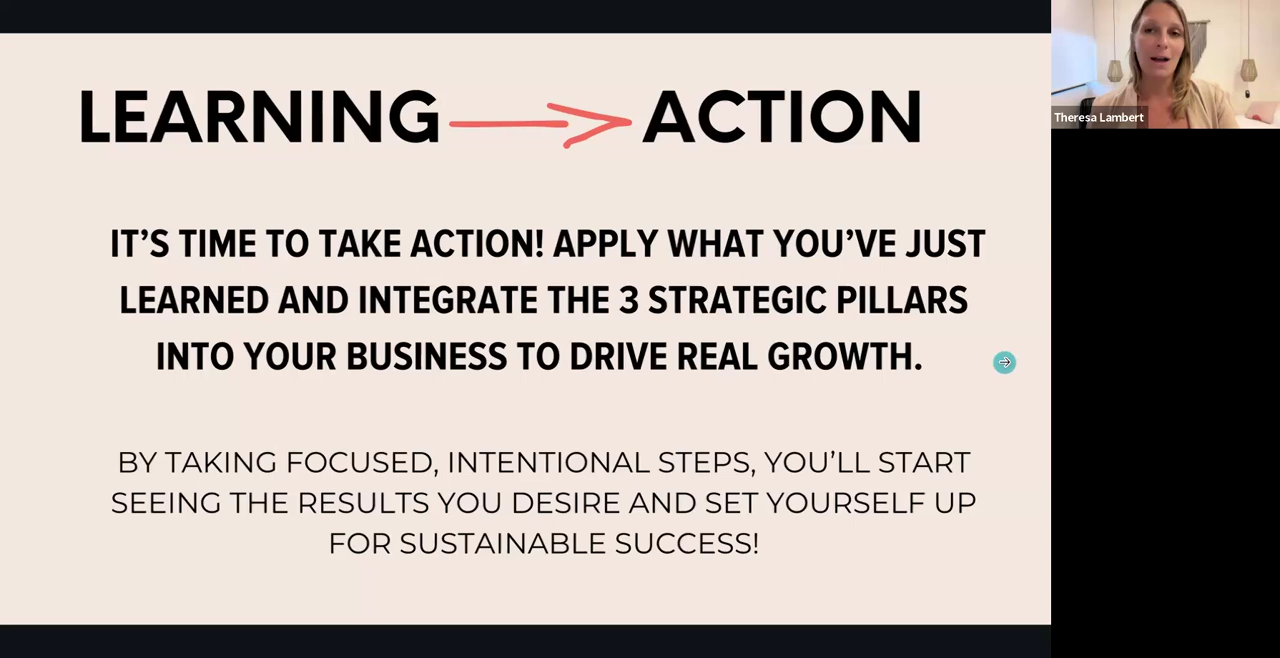 LEARNING ACTION
IT'S TIME TO TAKE ACTION! APPLY WHAT YOU'VE JUST
LEARNED AND INTEGRATE THE 3 STRATEGIC PILLARS
INTO YOUR BUSINESS TO DRIVE REAL GROWTH.
BY TAKING FOCUSED, INTENTIONAL STEPS, YOU'LL START
SEEING THE RESULTS YOU DESIRE AND SET YOURSELF UP
FOR SUSTAINABLE SUCCESS!
Theresa Lambert